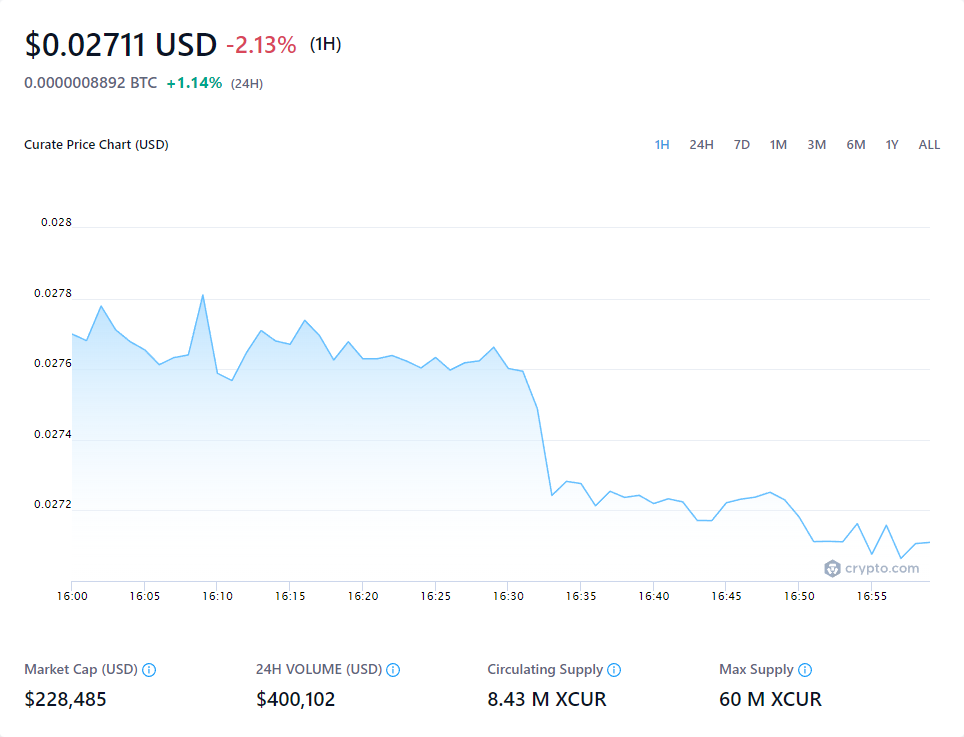 $0.02711 USD -2.13% (1H)
0.0000008892 BTC +1.14% (24H)
Curate Price Chart (USD) 1H 24H 7D 1M 3M 6M 1Y ALL
0.028
0.0278
0.0276
0.0274
0.0272
crypto.com
16:00 16:05 16:10 16:15 16:20 16:25 16:30 16:35 16:40 16:45 16:50 16:55
Market Cap (USD) 24H VOLUME (USD) Circulating Supply Max Supply
$228,485 $400,102 8.43 M XCUR 60 M XCUR